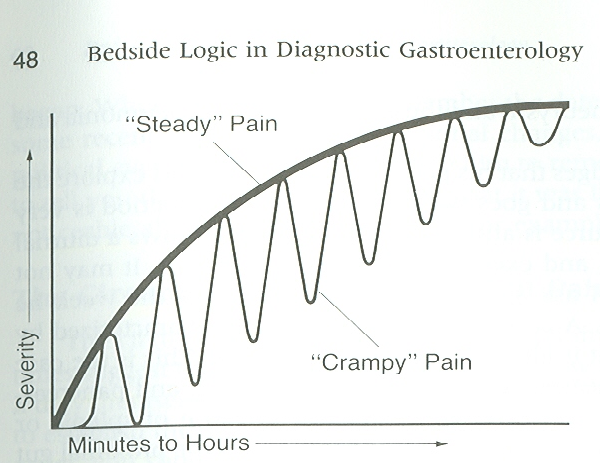 48
Bedside Logic in Diagnostic Gastroenterology
“Steady” Pain
“Crampy” Pain
Severity
Minutes to Hours